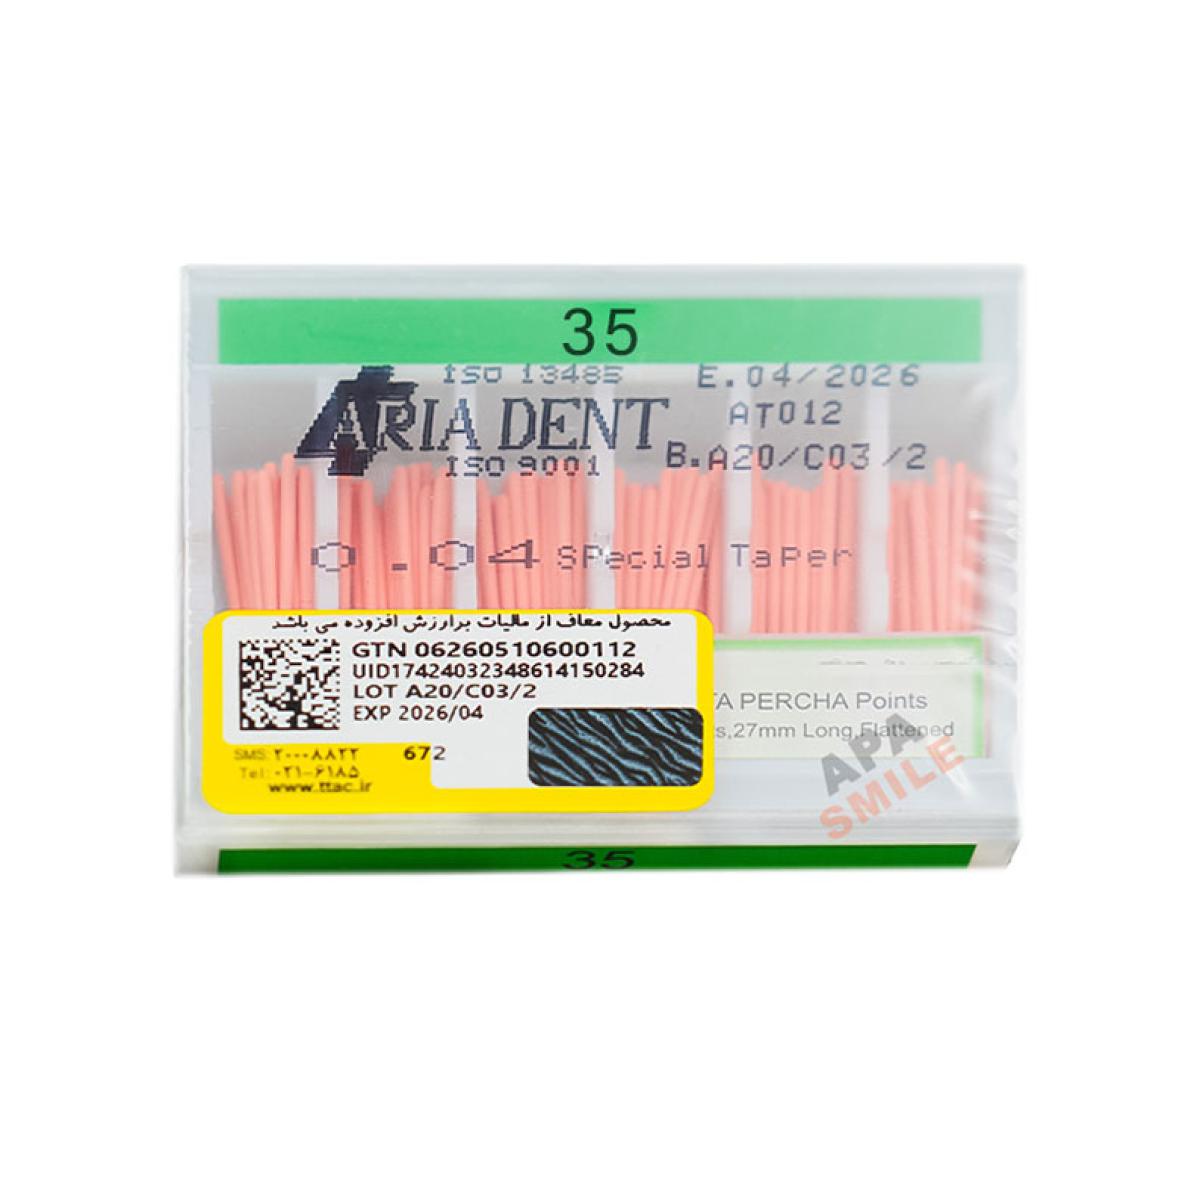 35
ISO 13485
E.04/2026
ARIA DENT
AT012
ISO 9001
B.A20/C03/2
0.04 Special Taper
محصول معاف از مالیات برارزش افزوده می باشد
GTN 06260510600112
UID17424032348614150284
LOT A20/C03/2
EXP 2026/04
SMS: ۲۰۰۰۸۸۲۲
672
Tel: ۰۲۱-۶۱۸۵
www.ttac.ir
PERCHA Points
27mm Long,Flattened
APA
SMILE
35